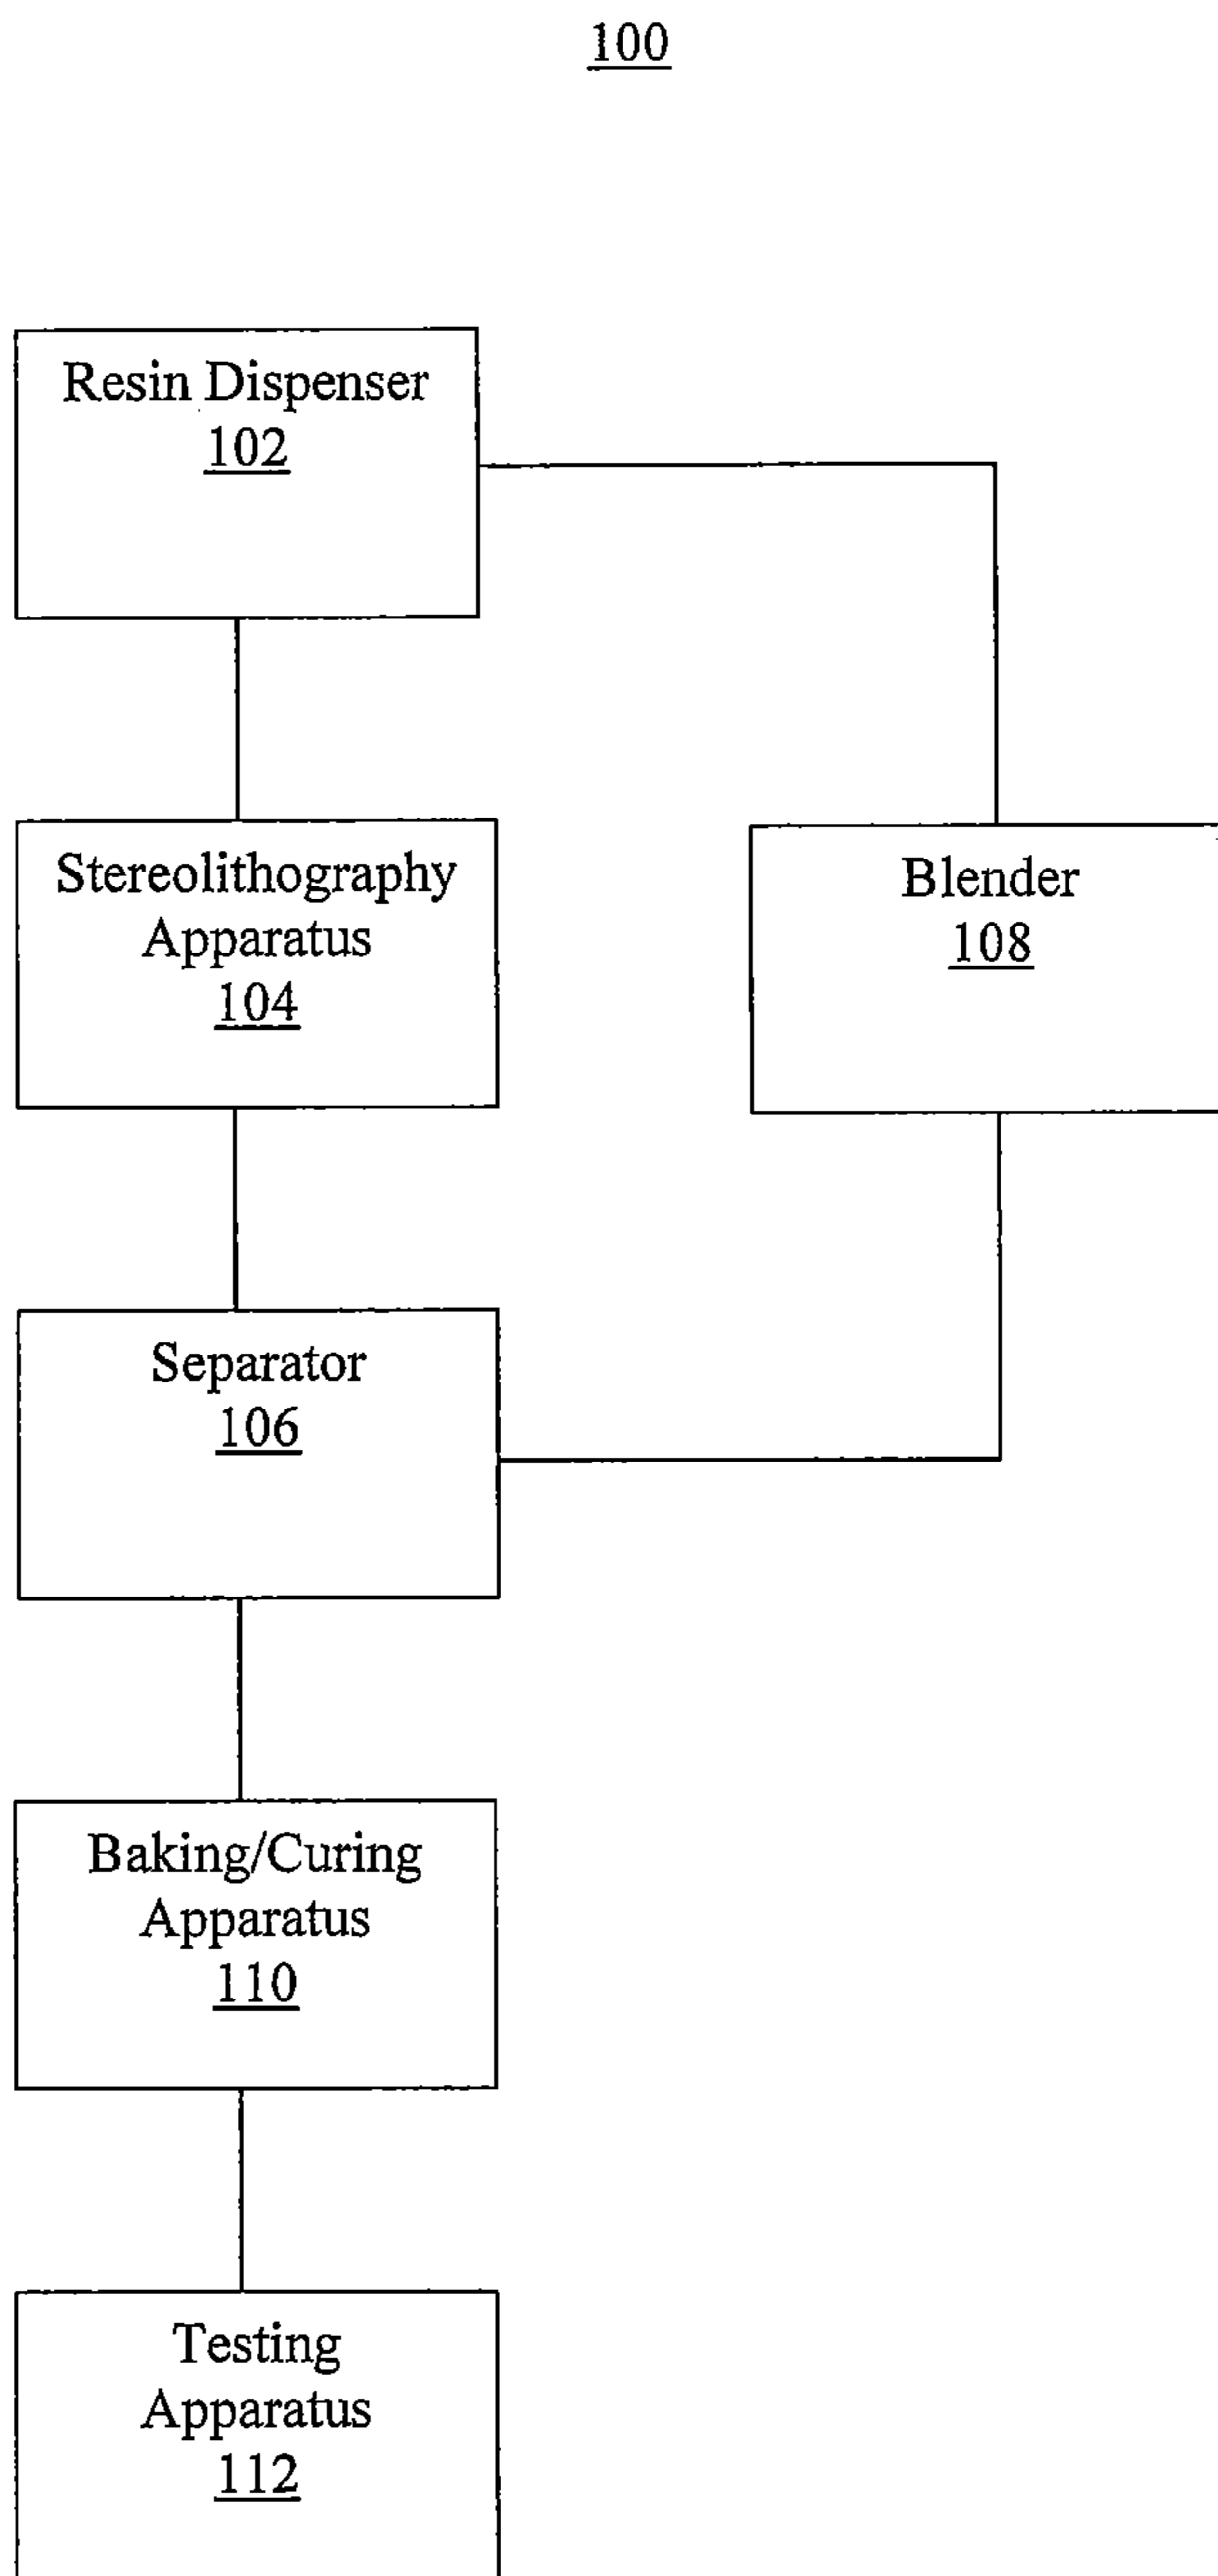 100
Resin Dispenser
102
Stereolithography
Apparatus
104
Blender
108
Separator
106
Baking/Curing
Apparatus
110
Testing
Apparatus
112